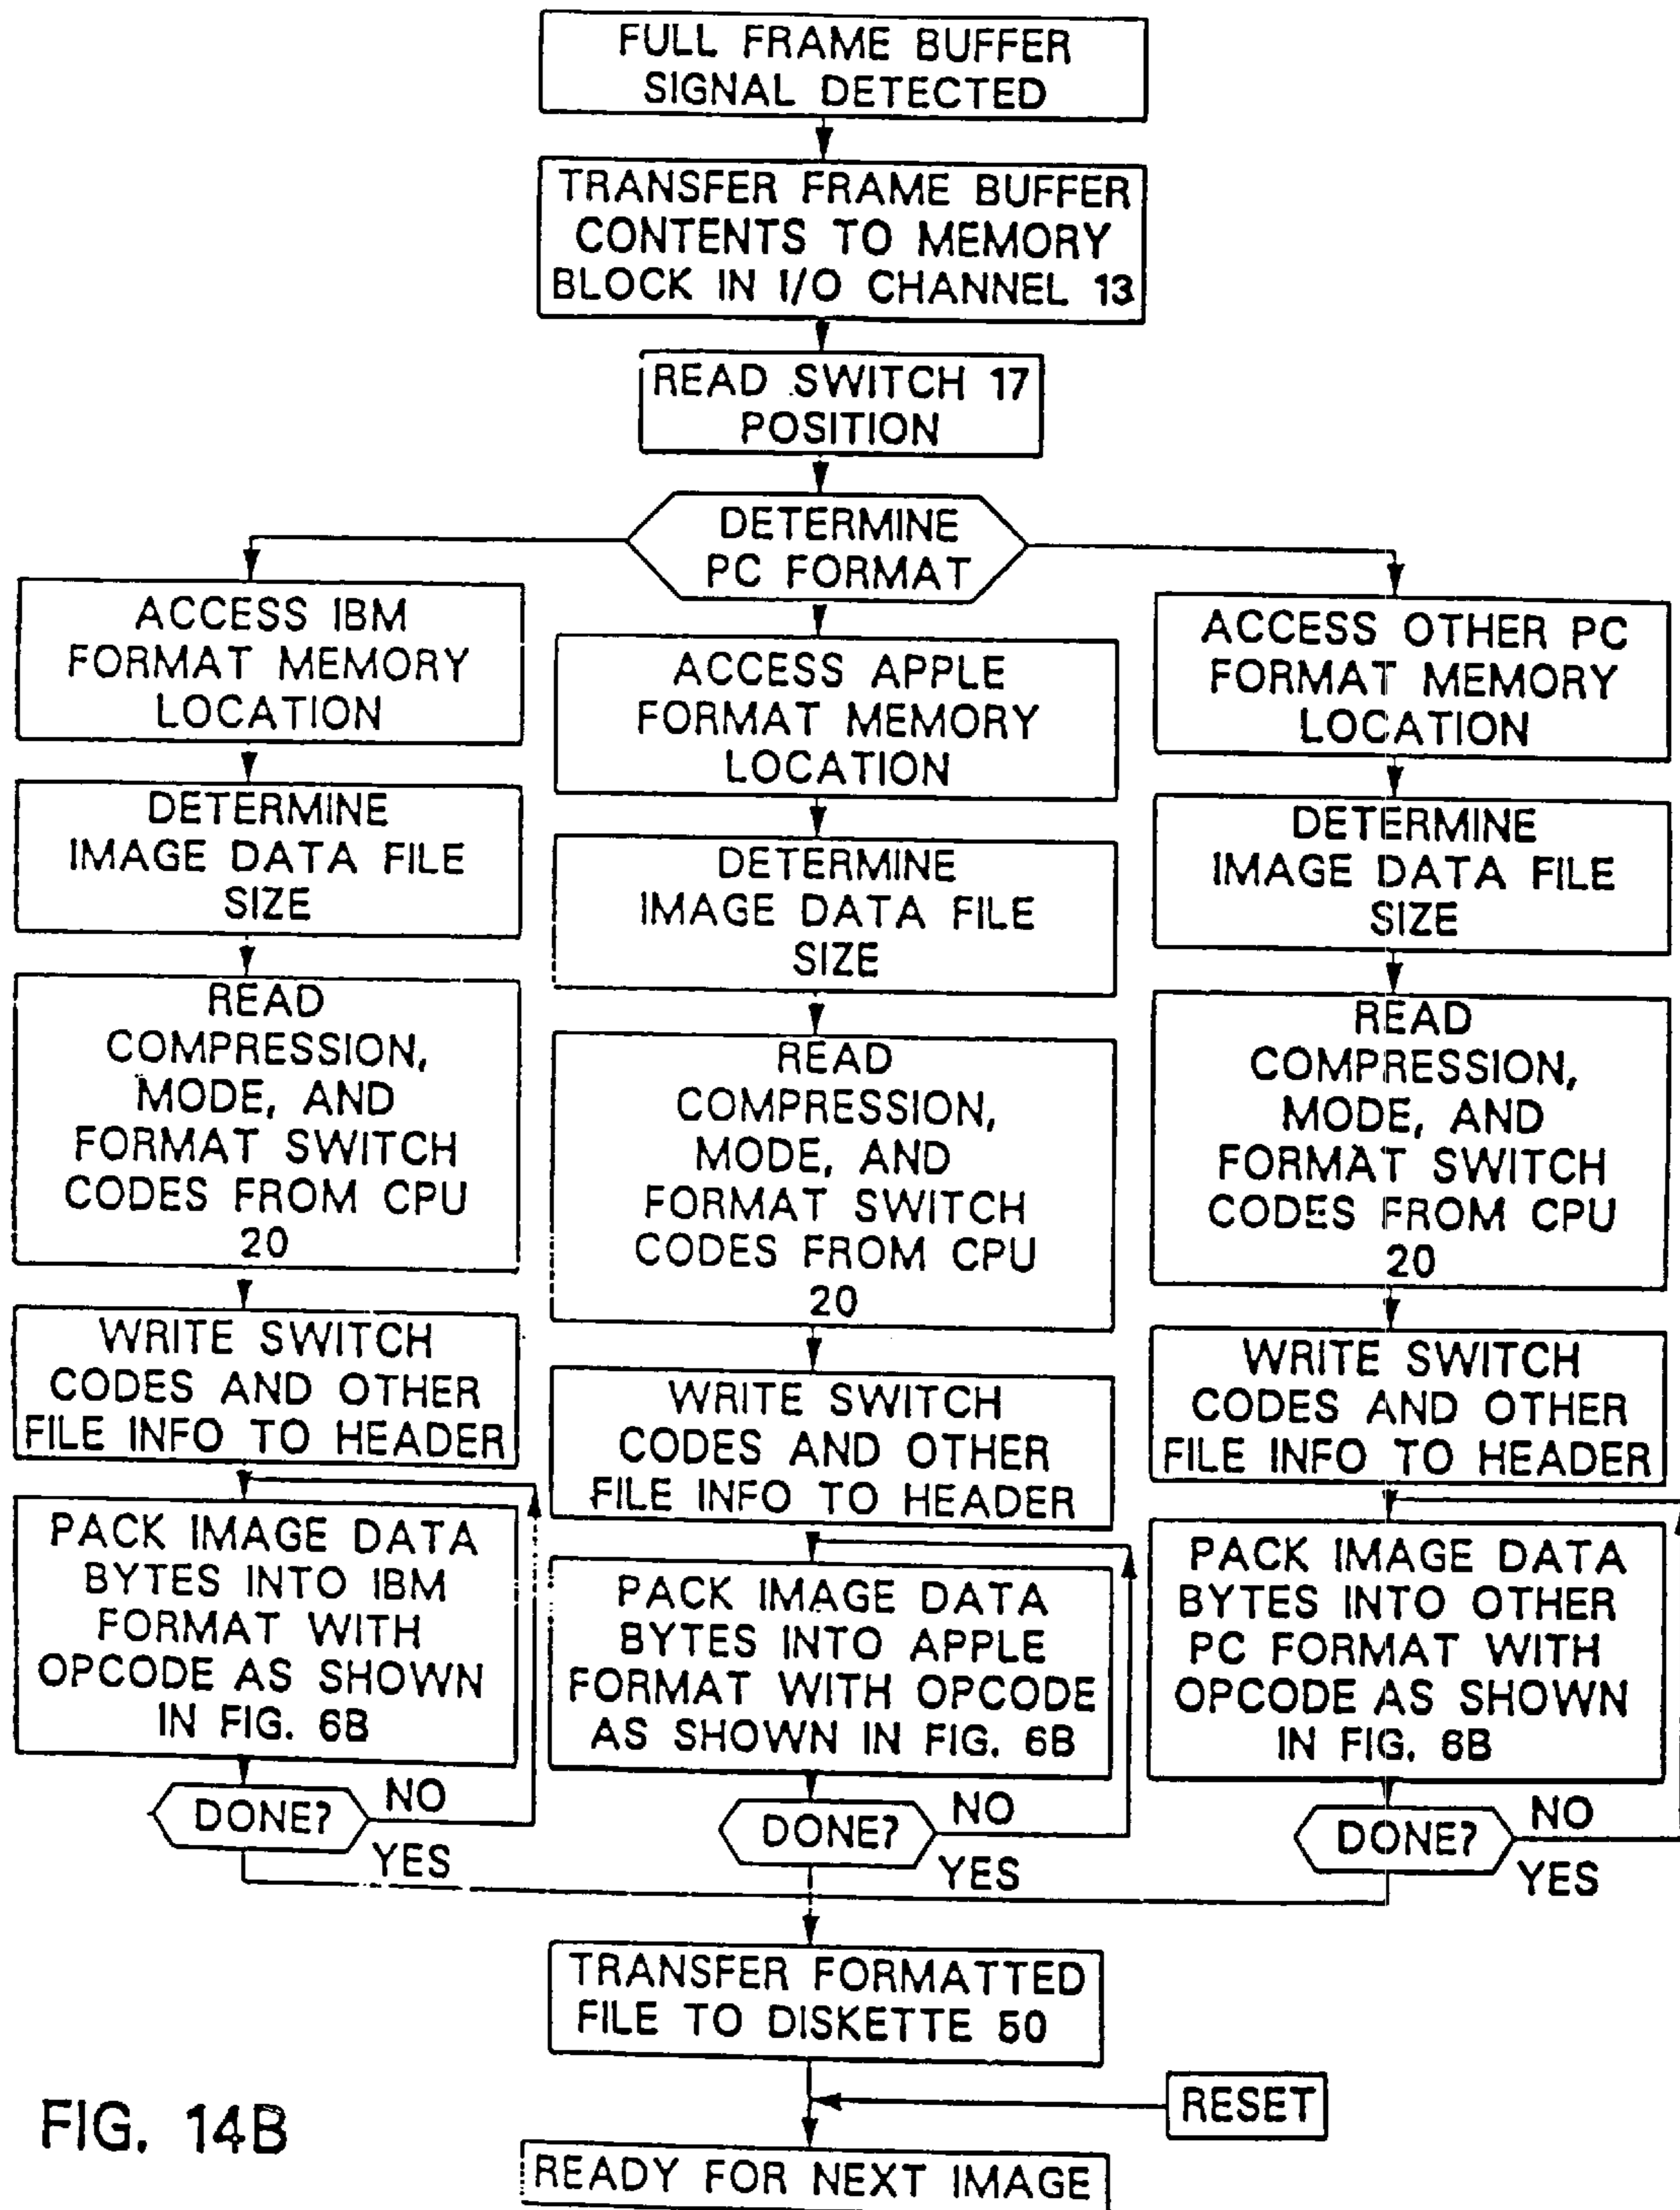 FULL FRAME BUFFER
SIGNAL DETECTED
TRANSFER FRAME BUFFER
CONTENTS TO MEMORY
BLOCK IN I/O CHANNEL 13
READ SWITCH 17
POSITION
DETERMINE
PC FORMAT
ACCESS IBM
FORMAT MEMORY
LOCATION
DETERMINE
IMAGE DATA FILE
SIZE
READ
COMPRESSION,
MODE, AND
FORMAT SWITCH
CODES FROM CPU
20
WRITE SWITCH
CODES AND OTHER
FILE INFO TO HEADER
PACK IMAGE DATA
BYTES INTO IBM
FORMAT WITH
OPCODE AS SHOWN
IN FIG. 6B
DONE?
NO
YES
ACCESS APPLE
FORMAT MEMORY
LOCATION
DETERMINE
IMAGE DATA FILE
SIZE
READ
COMPRESSION,
MODE, AND
FORMAT SWITCH
CODES FROM CPU
20
WRITE SWITCH
CODES AND OTHER
FILE INFO TO HEADER
PACK IMAGE DATA
BYTES INTO APPLE
FORMAT WITH OPCODE
AS SHOWN IN FIG. 6B
DONE?
NO
YES
ACCESS OTHER PC
FORMAT MEMORY
LOCATION
DETERMINE
IMAGE DATA FILE
SIZE
READ
COMPRESSION,
MODE, AND
FORMAT SWITCH
CODES FROM CPU
20
WRITE SWITCH
CODES AND OTHER
FILE INFO TO HEADER
PACK IMAGE DATA
BYTES INTO OTHER
PC FORMAT WITH
OPCODE AS SHOWN
IN FIG. 6B
DONE?
NO
YES
TRANSFER FORMATTED
FILE TO DISKETTE 50
RESET
READY FOR NEXT IMAGE
FIG. 14B